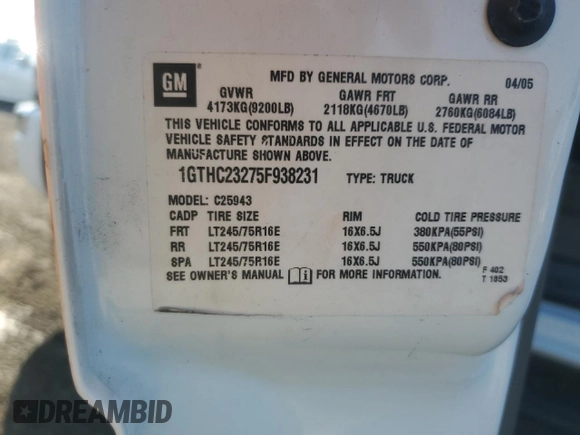 GM
MFD BY GENERAL MOTORS CORP. 04/05
GVWR GAWR FRT GAWR RR
4173KG(9200LB) 2118KG(4670LB) 2760KG(6084LB)
THIS VEHICLE CONFORMS TO ALL APPLICABLE U.S. FEDERAL MOTOR
VEHICLE SAFETY STANDARDS IN EFFECT ON THE DATE OF
MANUFACTURE SHOWN ABOVE.
1GTHC23275F938231 TYPE: TRUCK
MODEL: C25943
CADP TIRE SIZE RIM COLD TIRE PRESSURE
FRT LT245/75R16E 16X6.5J 380KPA(55PSI)
RR LT245/75R16E 16X6.5J 550KPA(80PSI)
SPA LT245/75R16E 16X6.5J 550KPA(80PSI)
SEE OWNER'S MANUAL FOR MORE INFORMATION.
F 402
T 1853
DREAMBID